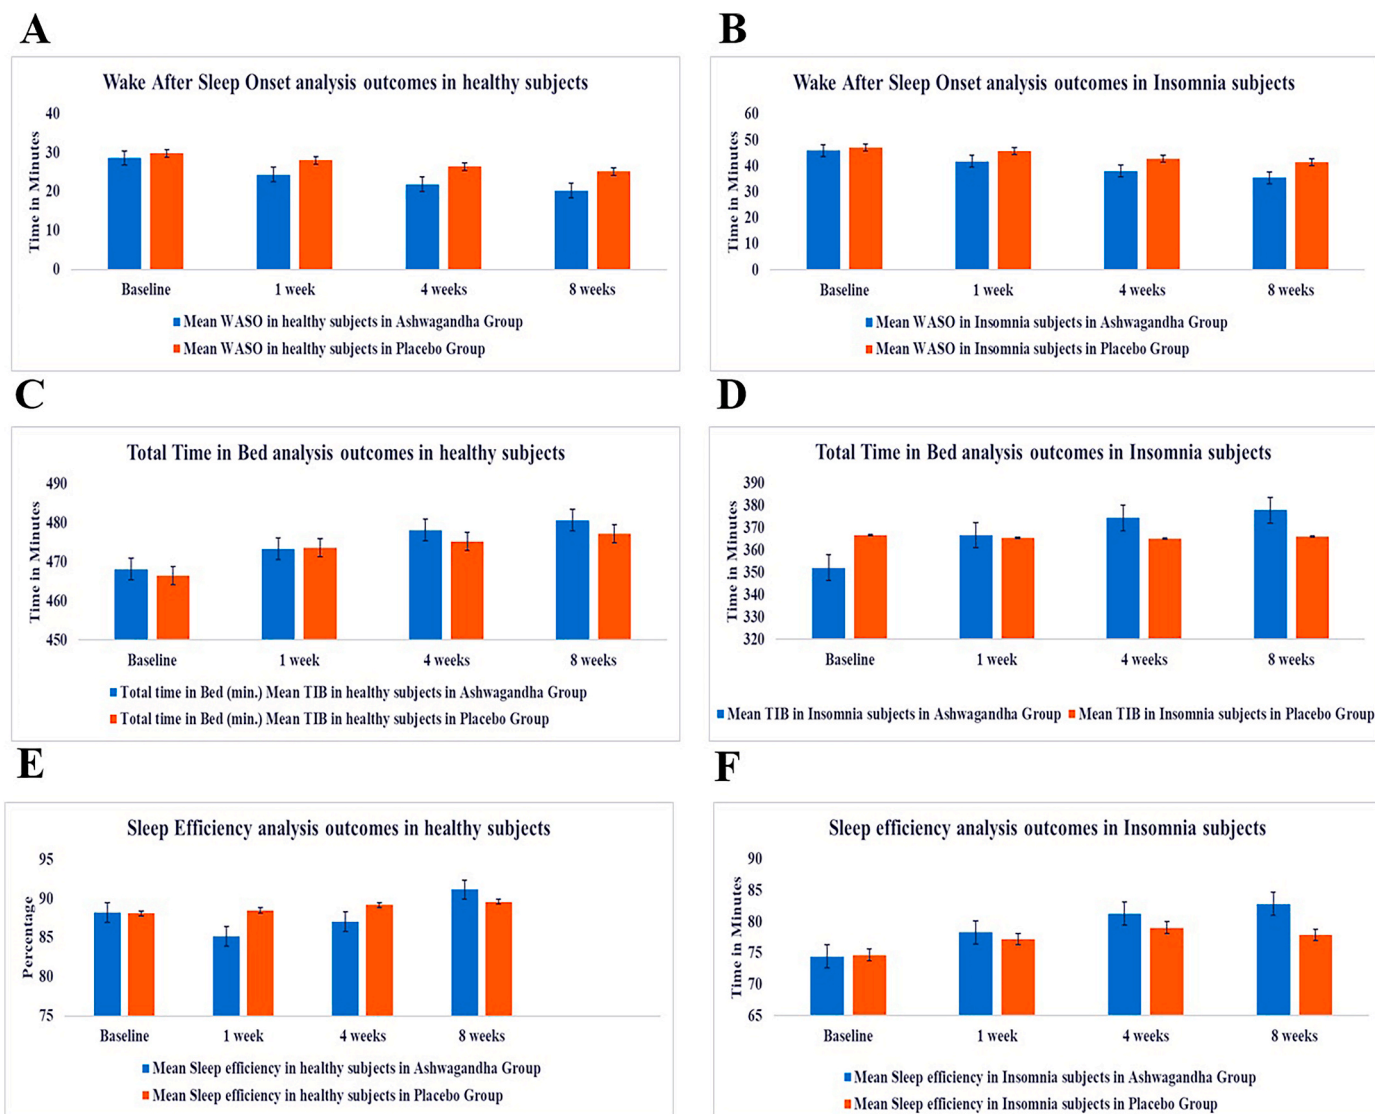 A
Wake After Sleep Onset analysis outcomes in healthy subjects
Time in Minutes
40
30
20
10
0
Baseline 1 week 4 weeks 8 weeks
Mean WASO in healthy subjects in Ashwagandha Group
Mean WASO in healthy subjects in Placebo Group
B
Wake After Sleep Onset analysis outcomes in Insomnia subjects
Time in Minutes
60
50
40
30
20
10
0
Baseline 1 week 4 weeks 8 weeks
Mean WASO in Insomnia subjects in Ashwagandha Group
Mean WASO in Insomnia subjects in Placebo Group
C
Total Time in Bed analysis outcomes in healthy subjects
Time in Minutes
490
480
470
460
450
Baseline 1 week 4 weeks 8 weeks
Total time in Bed (min.) Mean TIB in healthy subjects in Ashwagandha Group
Total time in Bed (min.) Mean TIB in healthy subjects in Placebo Group
D
Total Time in Bed analysis outcomes in Insomnia subjects
Time in Minutes
390
380
370
360
350
340
330
320
Baseline 1 week 4 weeks 8 weeks
Mean TIB in Insomnia subjects in Ashwagandha Group Mean TIB in Insomnia subjects in Placebo Group
E
Sleep Efficiency analysis outcomes in healthy subjects
Percentage
95
90
85
80
75
Baseline 1 week 4 weeks 8 weeks
Mean Sleep efficiency in healthy subjects in Ashwagandha Group
Mean Sleep efficiency in healthy subjects in Placebo Group
F
Sleep efficiency analysis outcomes in Insomnia subjects
Time in Minutes
90
85
80
75
70
65
Baseline 1 week 4 weeks 8 weeks
Mean Sleep efficiency in Insomnia subjects in Ashwagandha Group
Mean Sleep efficiency in Insomnia subjects in Placebo Group